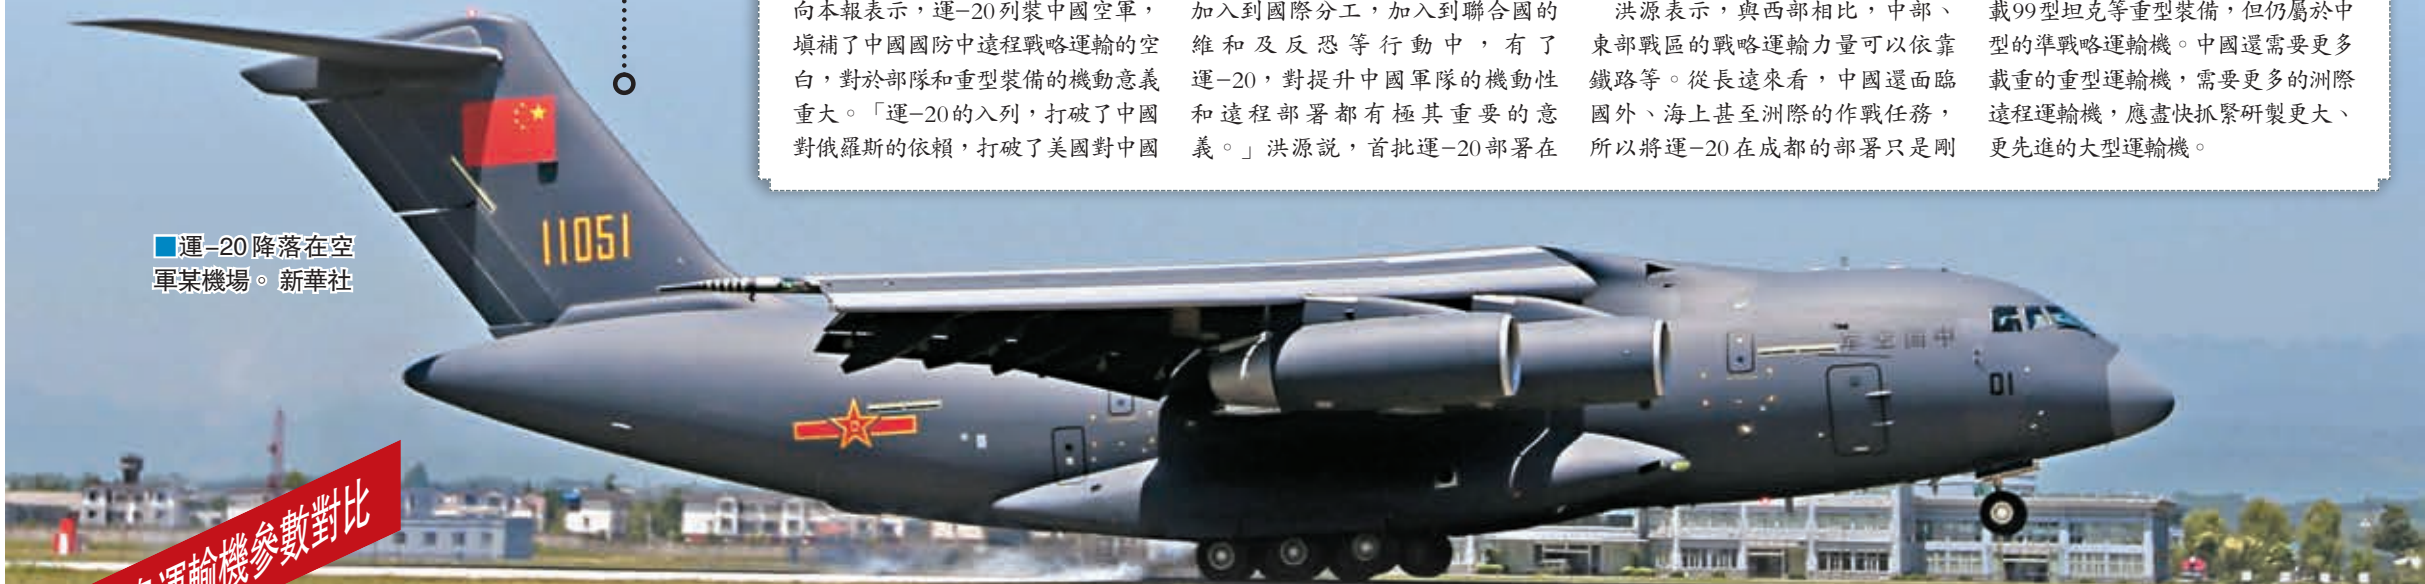 向本報表示，運–20列裝中國空軍，
填補了中國國防中遠程戰略運輸的空
白，對於部隊和重型裝備的機動意義
重大。「運–20的入列，打破了中國
對俄羅斯的依賴，打破了美國對中國
加入到國際分工，加入到聯合國的
維和及反恐等行動中，有了
運–20，對提升中國軍隊的機動性
和遠程部署都有極其重要的意
義。」洪源說，首批運–20部署在
洪源表示，與西部相比，中部、
東部戰區的戰略運輸力量可以依靠
鐵路等。從長遠來看，中國還面臨
國外、海上甚至洲際的作戰任務，
所以將運–20在成都的部署只是剛
載99型坦克等重型裝備，但仍屬於中
型的準戰略運輸機。中國還需要更多
載重的重型運輸機，需要更多的洲際
遠程運輸機，應盡快抓緊研製更大、
更先進的大型運輸機。
11051
■運–20降落在空
軍某機場。 新華社
軍空國中
01
運輸機參數對比